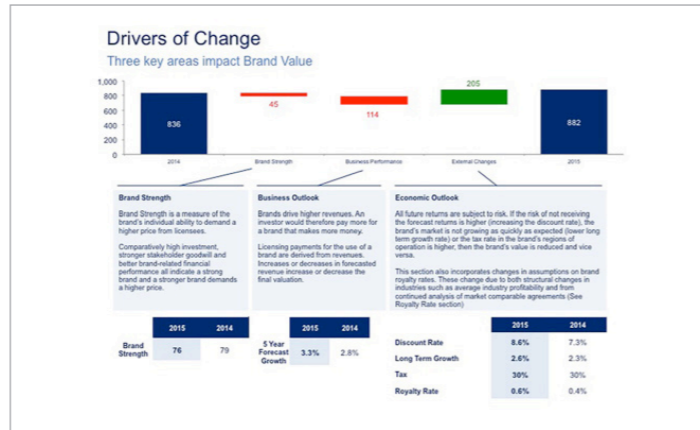 Drivers of Change
Three key areas impact Brand Value
1,000
800
600
400
200
0
836
45
114
205
882
2014
Brand Strength
Business Performance
External Changes
2015
Brand Strength
Brand Strength is a measure of the
brand's individual ability to demand a
higher price from licensees.
Comparatively high investment,
stronger stakeholder goodwill and
better brand-related financial
performance all indicate a strong
brand and a stronger brand demands
a higher price.
Business Outlook
Brands drive higher revenues. An
investor would therefore pay more for
a brand that makes more money.
Licensing payments for the use of a
brand are derived from revenues.
Increases or decreases in forecasted
revenue increase or decrease the
final valuation.
Economic Outlook
All future returns are subject to risk. If the risk of not receiving
the forecast returns is higher (increasing the discount rate), the
brand's market is not growing as quickly as expected (lower long
term growth rate) or the tax rate in the brand's regions of
operation is higher, then the brand's value is reduced and vice
versa.
This section also incorporates changes in assumptions on brand
royalty rates. These change due to both structural changes in
industries such as average industry profitability and from
continued analysis of market comparable agreements (See
Royalty Rate section)
2015 2014
Brand
Strength 76 79
2015 2014
5 Year
Forecast
Growth 3.3% 2.8%
2015 2014
Discount Rate 8.6% 7.3%
Long Term Growth 2.6% 2.3%
Tax 30% 30%
Royalty Rate 0.6% 0.4%